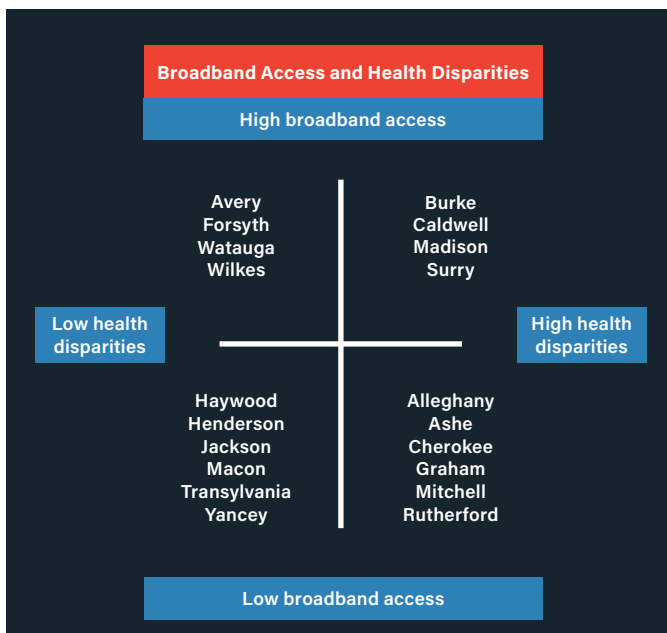 Broadband Access and Health Disparities
High broadband access
Avery
Forsyth
Watauga
Wilkes
Burke
Caldwell
Madison
Surry
Low health
disparities
High health
disparities
Haywood
Henderson
Jackson
Macon
Transylvania
Yancey
Alleghany
Ashe
Cherokee
Graham
Mitchell
Rutherford
Low broadband access